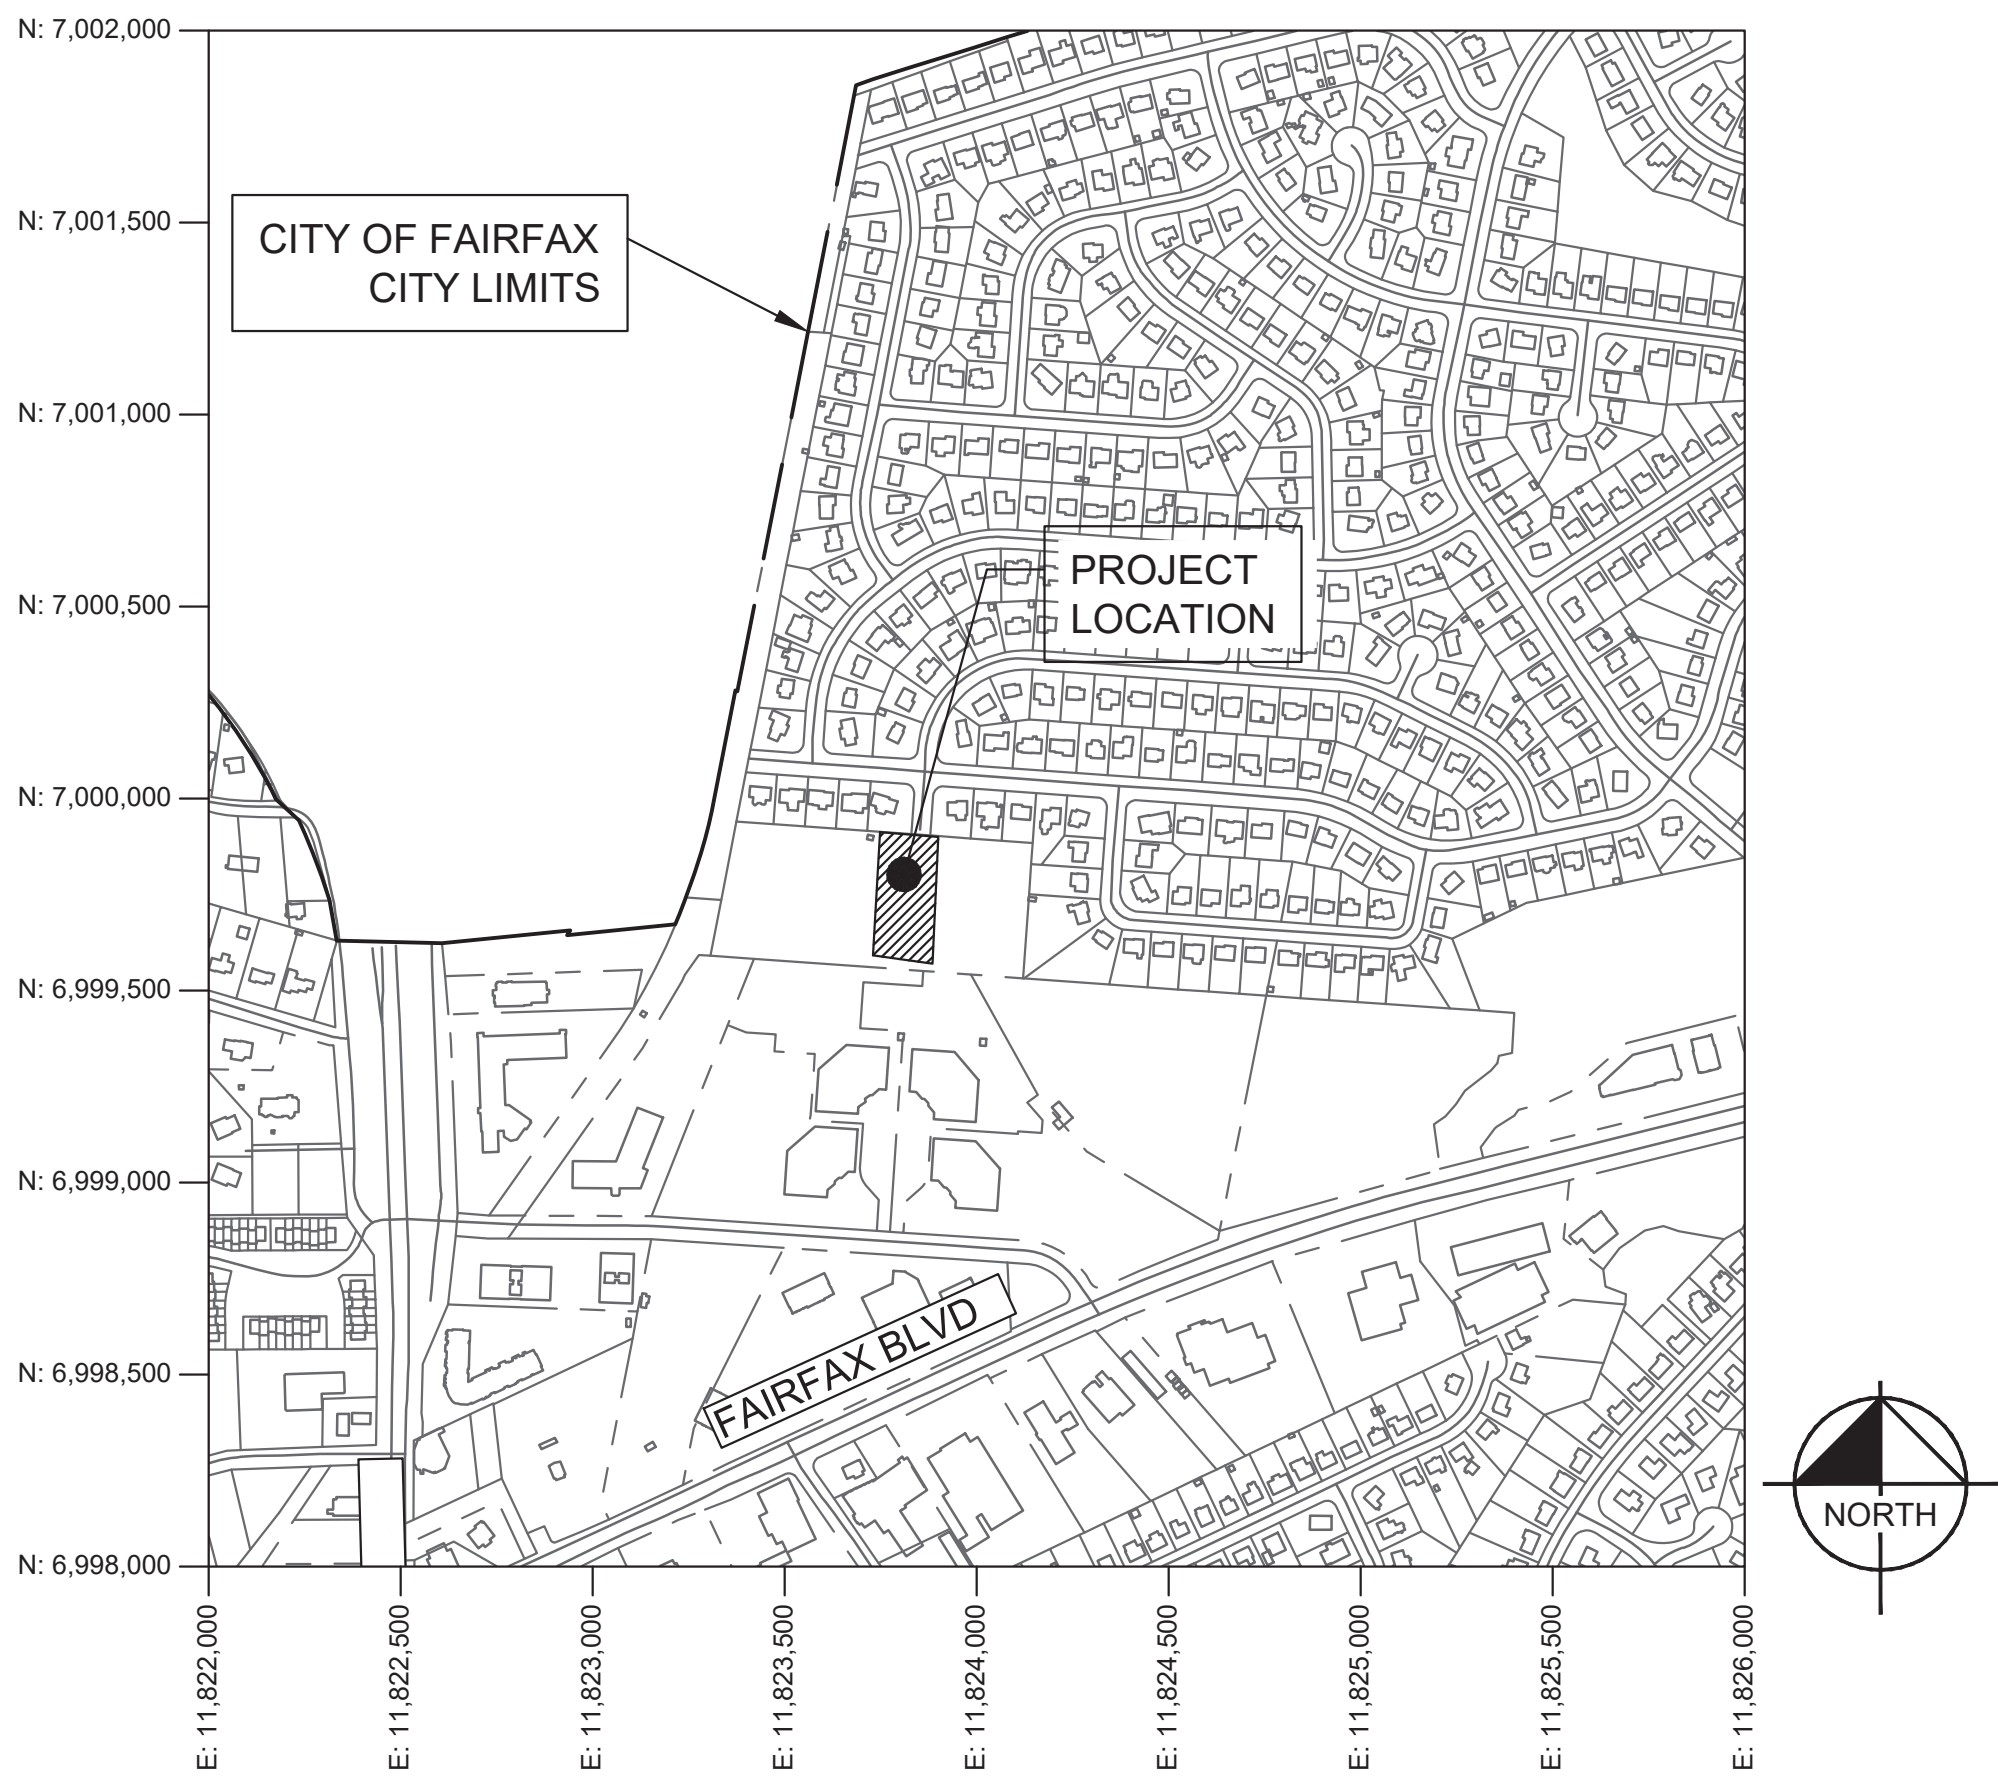 N: 7,002,000
N: 7,001,500
CITY OF FAIRFAX
CITY LIMITS
N: 7,001,000
PROJECT
LOCATION
N: 7,000,500
N: 7,000,000
N: 6,999,500
N: 6,999,000
FAIRFAX BLVD
N: 6,998,500
NORTH
N: 6,998,000
E: 11,822,000
E: 11,822,500
E: 11,823,000
E: 11,823,500
E: 11,824,000
E: 11,824,500
E: 11,825,000
E: 11,825,500
E: 11,826,000